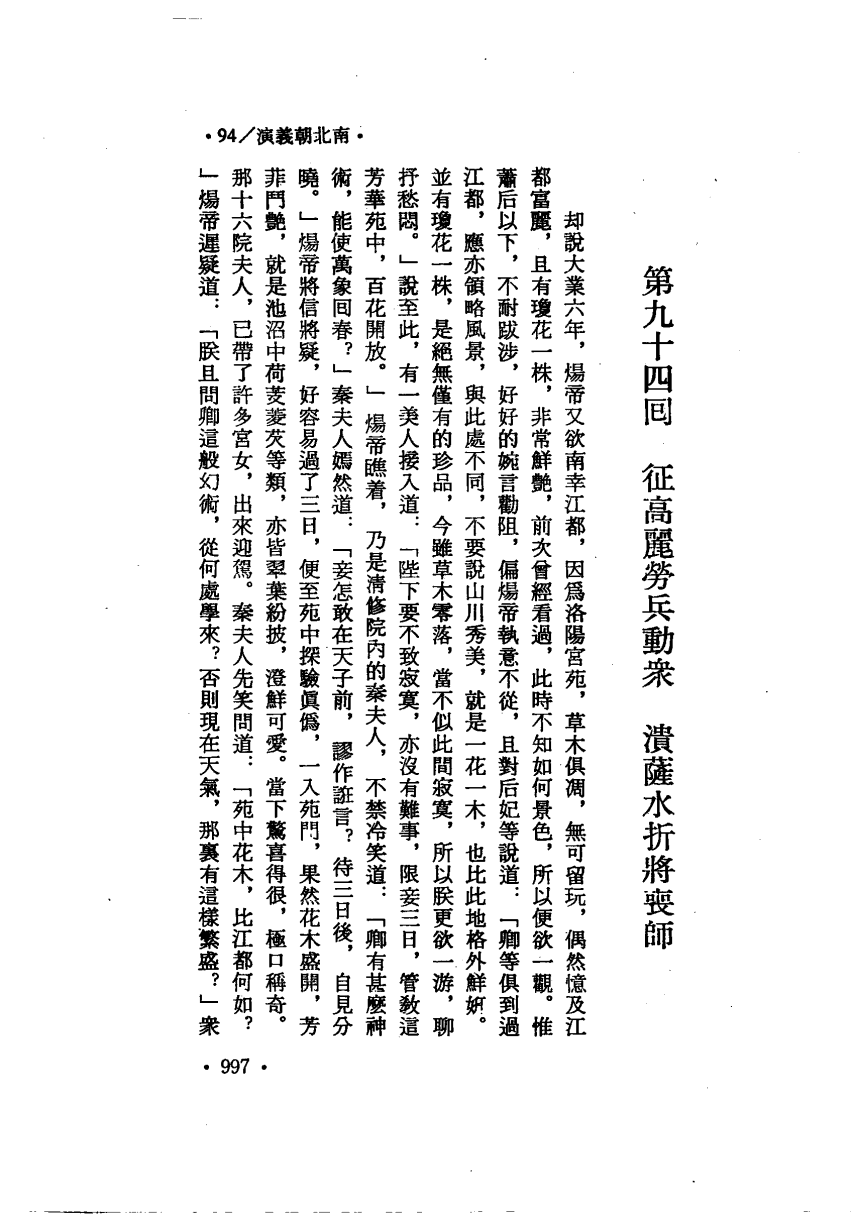 •94／演義朝北南•
第九十四回　征高麗勞兵動衆　潰薩水折將喪師
却說大業六年，煬帝又欲南幸江都，因爲洛陽宮苑，草木俱凋，無可留玩，偶然憶及江
都富麗，且有瓊花一株，非常鮮艷，前次曾經看過，此時不知如何景色，所以便欲一觀。惟
蕭后以下，不耐跋涉，好好的婉言勸阻，偏煬帝執意不從，且對后妃等說道：「卿等俱到過
江都，應亦領略風景，與此處不同，不要說山川秀美，就是一花一木，也比此地格外鮮妍。
並有瓊花一株，是絕無僅有的珍品，今雖草木零落，當不似此間寂寞，所以朕更欲一游，聊
抒愁悶。」說至此，有一美人接入道：「陛下要不致寂寞，亦沒有難事，限妾三日，管敎這
芳華苑中，百花開放。」煬帝瞧着，乃是清修院內的秦夫人，不禁冷笑道：「卿有甚麼神
術，能使萬象回春？」秦夫人嫣然道：「妾怎敢在天子前，謬作誑言？待三日後，自見分
曉。」煬帝將信將疑，好容易過了三日，便至苑中探驗眞僞，一入苑門，果然花木盛開，芳
菲鬥艷，就是池沼中荷芰菱芡等類，亦皆翠葉紛披，澄鮮可愛。當下驚喜得很，極口稱奇。
那十六院夫人，已帶了許多宮女，出來迎駕。秦夫人先笑問道：「苑中花木，比江都何如？
」煬帝遲疑道：「朕且問卿這般幻術，從何處學來？否則現在天氣，那裏有這樣繁盛？」衆
•997•